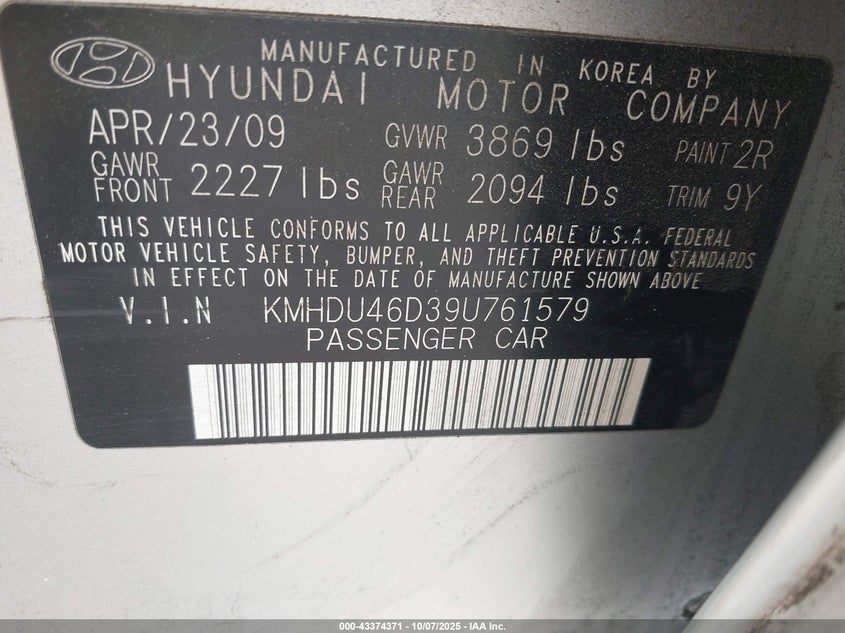 MANUFACTURED IN KOREA BY
HYUNDAI MOTOR COMPANY
APR/23/09 GVWR 3869 lbs PAINT 2R
GAWR FRONT 2227 lbs GAWR REAR 2094 lbs TRIM 9Y
THIS VEHICLE CONFORMS TO ALL APPLICABLE U.S.A. FEDERAL
MOTOR VEHICLE SAFETY, BUMPER, AND THEFT PREVENTION STANDARDS
IN EFFECT ON THE DATE OF MANUFACTURE SHOWN ABOVE
V.I.N KMHDU46D39U761579
PASSENGER CAR
000-43374371 | 10/07/2025 - IAA Inc.